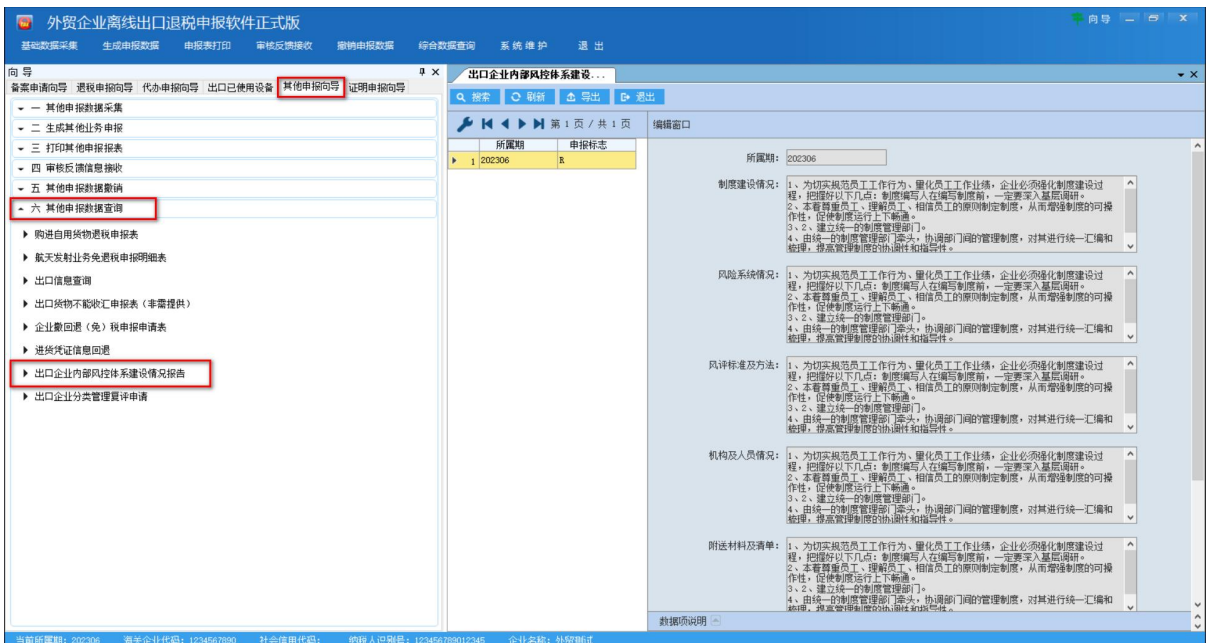 外贸企业离线出口退税申报软件正式版
向导
基础数据采集 生成申报数据 申报表打印 审核反馈接收 撤销申报数据 综合数据查询 系统维护 退出
向导
出口企业内部风控体系建设...
备案申请向导 退税申报向导 代办申报向导 出口已使用设备 其他申报向导 证明申报向导
搜索 刷新 导出 退出
一 其他申报数据采集
第 1 页 / 共 1 页 编辑窗口
二 生成其他业务申报
所属期 申报标志
三 打印其他申报报表
1 202306 R
所属期: 202306
四 审核反馈信息接收
五 其他申报数据撤销
六 其他申报数据查询
购进自用货物退税申报表
航天发射业务免退税申报明细表
出口信息查询
出口货物不能收汇申报表(非需提供)
企业撤回退(免)税申报申请表
进货凭证信息回退
出口企业内部风控体系建设情况报告
出口企业分类管理复评申请
制度建设情况: 1、为切实规范员工工作行为、量化员工工作业绩,企业必须强化制度建设过
程,把握好以下几点:制度编写人在编写制度前,一定要深入基层调研。
2、本着尊重员工、理解员工、相信员工的原则制定制度,从而增强制度的可操
作性,促使制度运行上下畅通。
3、2、建立统一的制度管理部门。
4、由统一的制度管理部门牵头,协调部门间的管理制度,对其进行统一汇编和
梳理,提高管理制度的协调性和指导性。
风险系统情况: 1、为切实规范员工工作行为、量化员工工作业绩,企业必须强化制度建设过
程,把握好以下几点:制度编写人在编写制度前,一定要深入基层调研。
2、本着尊重员工、理解员工、相信员工的原则制定制度,从而增强制度的可操
作性,促使制度运行上下畅通。
3、2、建立统一的制度管理部门。
4、由统一的制度管理部门牵头,协调部门间的管理制度,对其进行统一汇编和
梳理,提高管理制度的协调性和指导性。
风评标准及方法: 1、为切实规范员工工作行为、量化员工工作业绩,企业必须强化制度建设过
程,把握好以下几点:制度编写人在编写制度前,一定要深入基层调研。
2、本着尊重员工、理解员工、相信员工的原则制定制度,从而增强制度的可操
作性,促使制度运行上下畅通。
3、2、建立统一的制度管理部门。
4、由统一的制度管理部门牵头,协调部门间的管理制度,对其进行统一汇编和
梳理,提高管理制度的协调性和指导性。
机构及人员情况: 1、为切实规范员工工作行为、量化员工工作业绩,企业必须强化制度建设过
程,把握好以下几点:制度编写人在编写制度前,一定要深入基层调研。
2、本着尊重员工、理解员工、相信员工的原则制定制度,从而增强制度的可操
作性,促使制度运行上下畅通。
3、2、建立统一的制度管理部门。
4、由统一的制度管理部门牵头,协调部门间的管理制度,对其进行统一汇编和
梳理,提高管理制度的协调性和指导性。
附送材料及清单: 1、为切实规范员工工作行为、量化员工工作业绩,企业必须强化制度建设过
程,把握好以下几点:制度编写人在编写制度前,一定要深入基层调研。
2、本着尊重员工、理解员工、相信员工的原则制定制度,从而增强制度的可操
作性,促使制度运行上下畅通。
3、2、建立统一的制度管理部门。
4、由统一的制度管理部门牵头,协调部门间的管理制度,对其进行统一汇编和
梳理,提高管理制度的协调性和指导性。
数据项说明
当前所属期: 202306 海关企业代码: 1234567890 社会信用代码: 纳税人识别号: 123456789012345 企业名称: 外贸测试